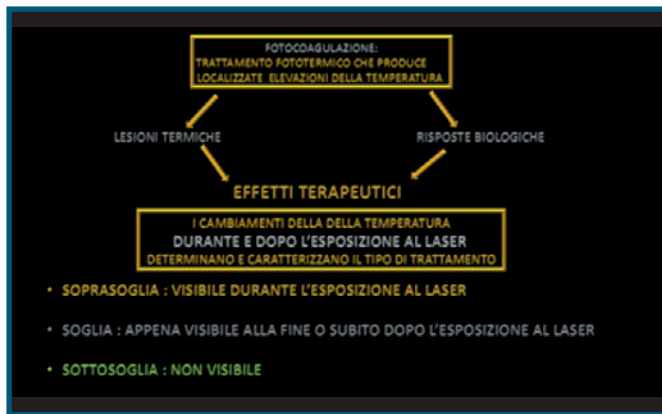 FOTOCOAGULAZIONE:
TRATTAMENTO FOTOTERMICO CHE PRODUCE
LOCALIZZATE ELEVAZIONI DELLA TEMPERATURA
LESIONI TERMICHE
RISPOSTE BIOLOGICHE
EFFETTI TERAPEUTICI
I CAMBIAMENTI DELLA DELLA TEMPERATURA
DURANTE E DOPO L'ESPOSIZIONE AL LASER
DETERMINANO E CARATTERIZZANO IL TIPO DI TRATTAMENTO
• SOPRASOGLIA : VISIBILE DURANTE L'ESPOSIZIONE AL LASER
• SOGLIA : APPENA VISIBILE ALLA FINE O SUBITO DOPO L'ESPOSIZIONE AL LASER
• SOTTOSOGLIA : NON VISIBILE